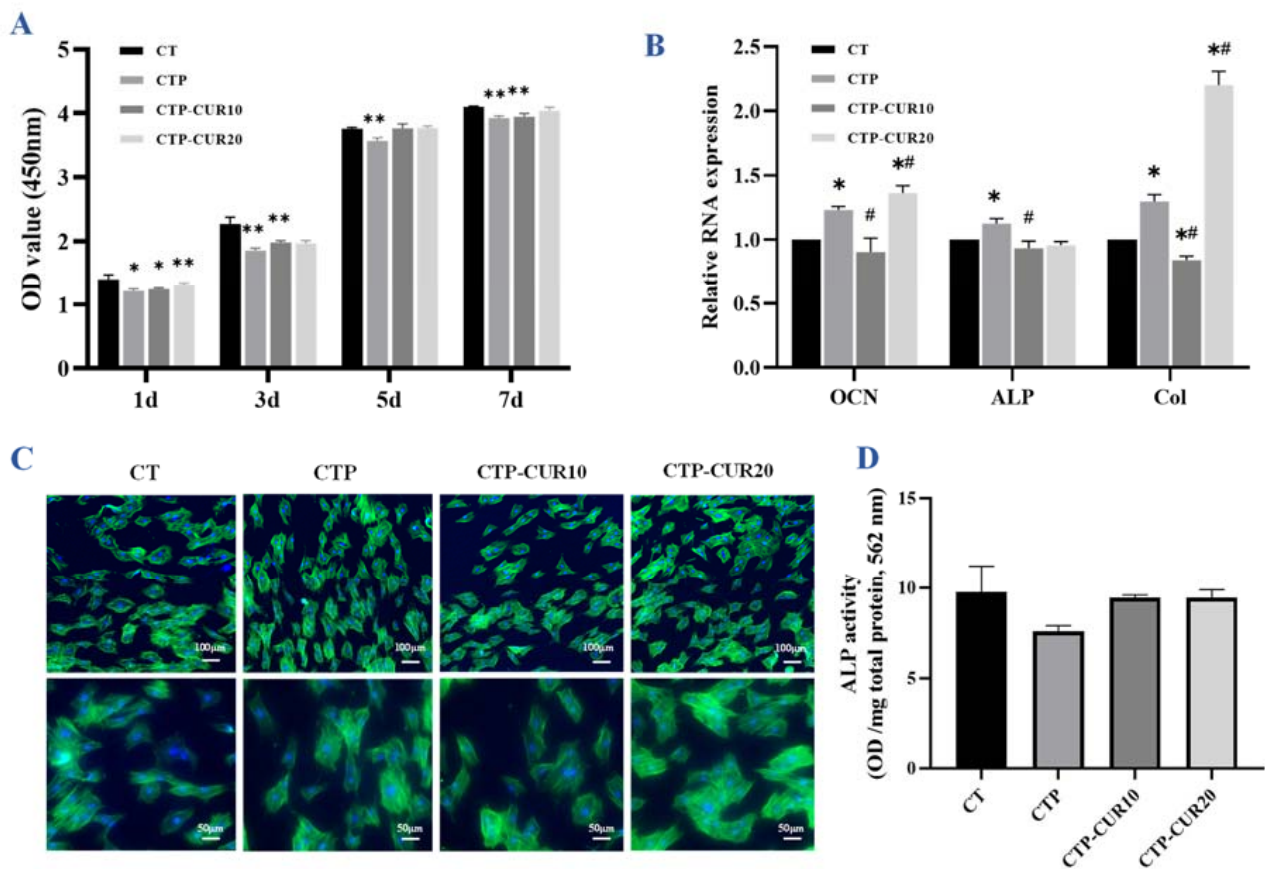 A
CT
CTP
CTP-CUR10
CTP-CUR20
OD value (450nm)
5
4
3
2
1
0
* * **
** **
**
** **
1d 3d 5d 7d
B
CT
CTP
CTP-CUR10
CTP-CUR20
Relative RNA expression
2.5
2.0
1.5
1.0
0.5
0.0
* # *#
* #
* *# *#
OCN ALP Col
C
CT CTP CTP-CUR10 CTP-CUR20
100μm 100μm 100μm 100μm
50μm 50μm 50μm 50μm
D
ALP activity
(OD /mg total protein, 562 nm)
15
10
5
0
CT CTP CTP-CUR10 CTP-CUR20